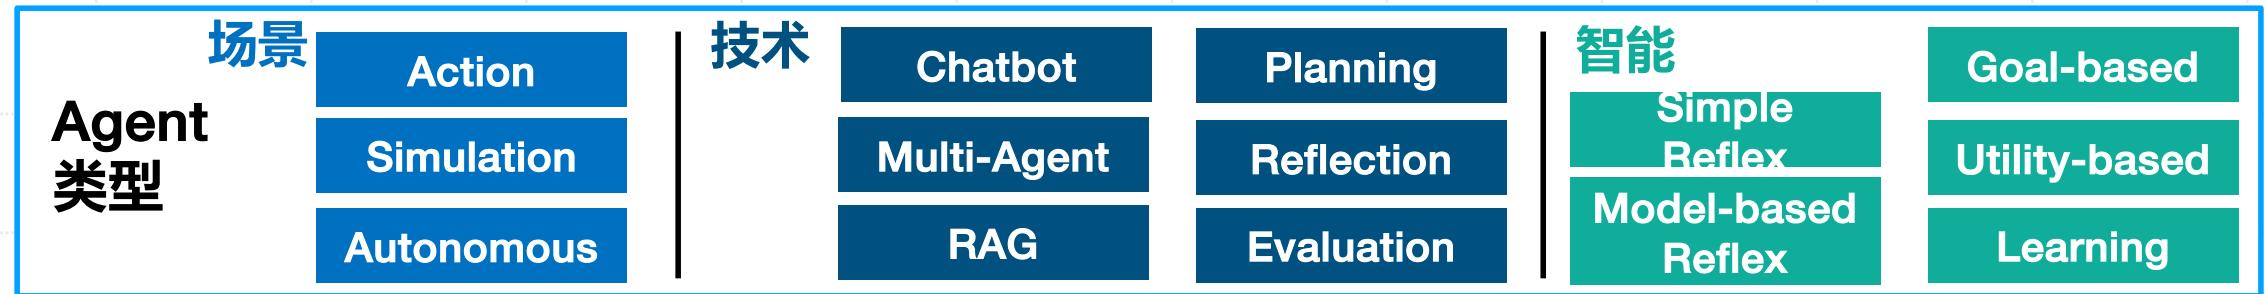 Agent
类型
场景
Action
Simulation
Autonomous
技术
Chatbot
Multi-Agent
RAG
Planning
Reflection
Evaluation
智能
Simple
Reflex
Model-based
Reflex
Goal-based
Utility-based
Learning